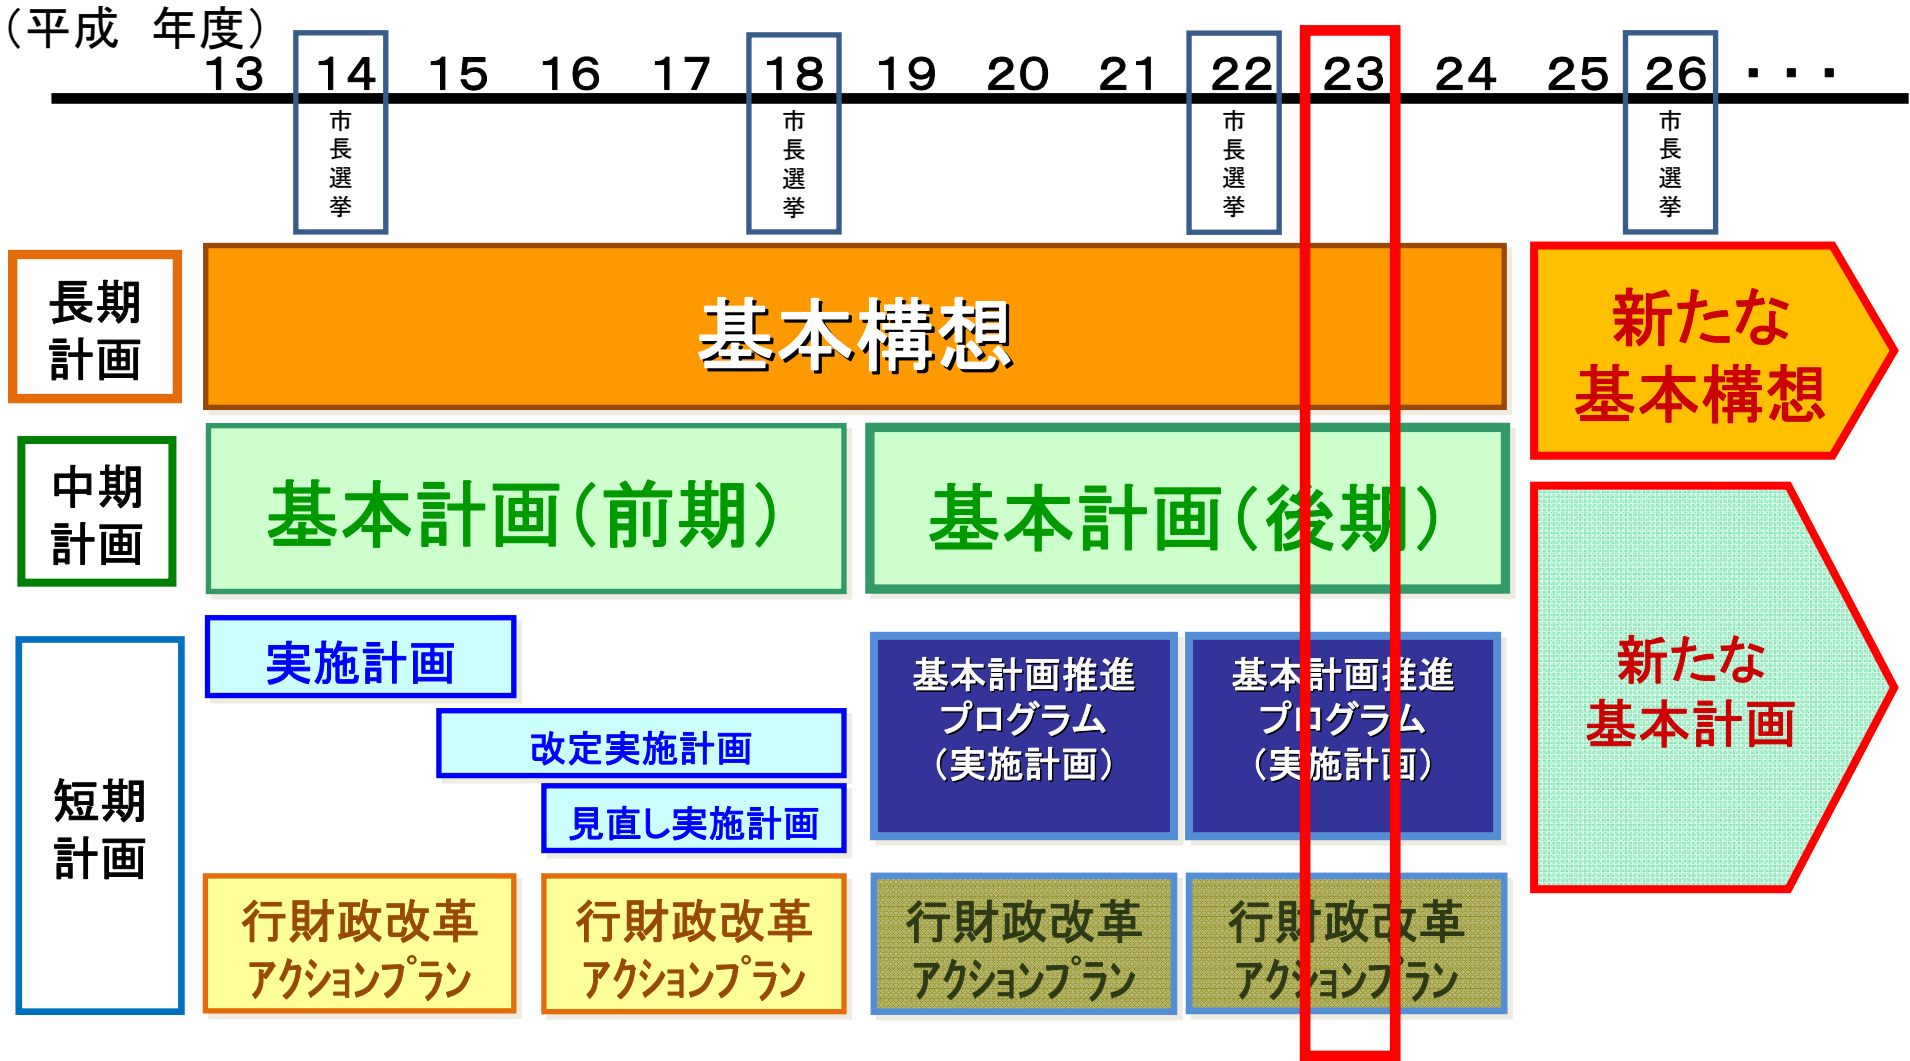 （平成　年度）
13 14 15 16 17 18 19 20 21 22 23 24 25 26 ・・・
市長選挙
市長選挙
市長選挙
市長選挙
長期
計画
基本構想
新たな
基本構想
中期
計画
基本計画（前期）
基本計画（後期）
新たな
基本計画
短期
計画
実施計画
改定実施計画
見直し実施計画
基本計画推進
プログラム
（実施計画）
基本計画推進
プログラム
（実施計画）
行財政改革
アクションプラン
行財政改革
アクションプラン
行財政改革
アクションプラン
行財政改革
アクションプラン